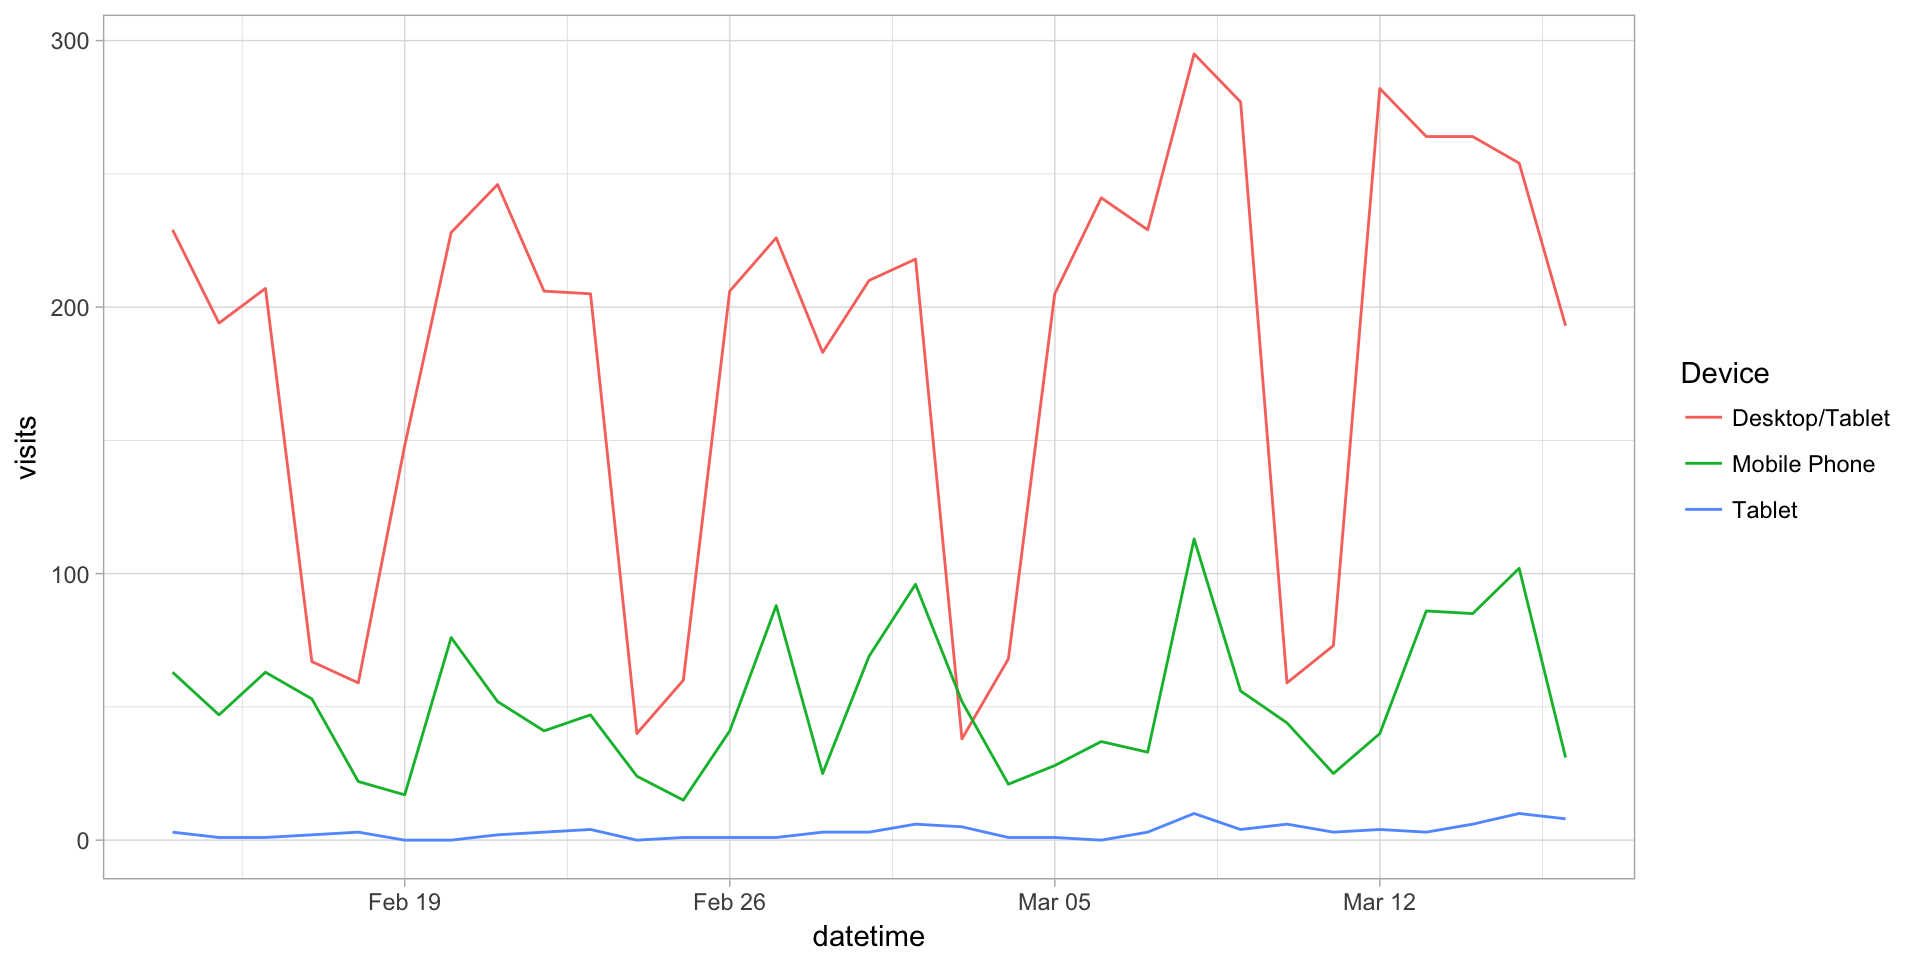 300
200
100
0
visits
Feb 19
Feb 26
Mar 05
Mar 12
datetime
Device
Desktop/Tablet
Mobile Phone
Tablet